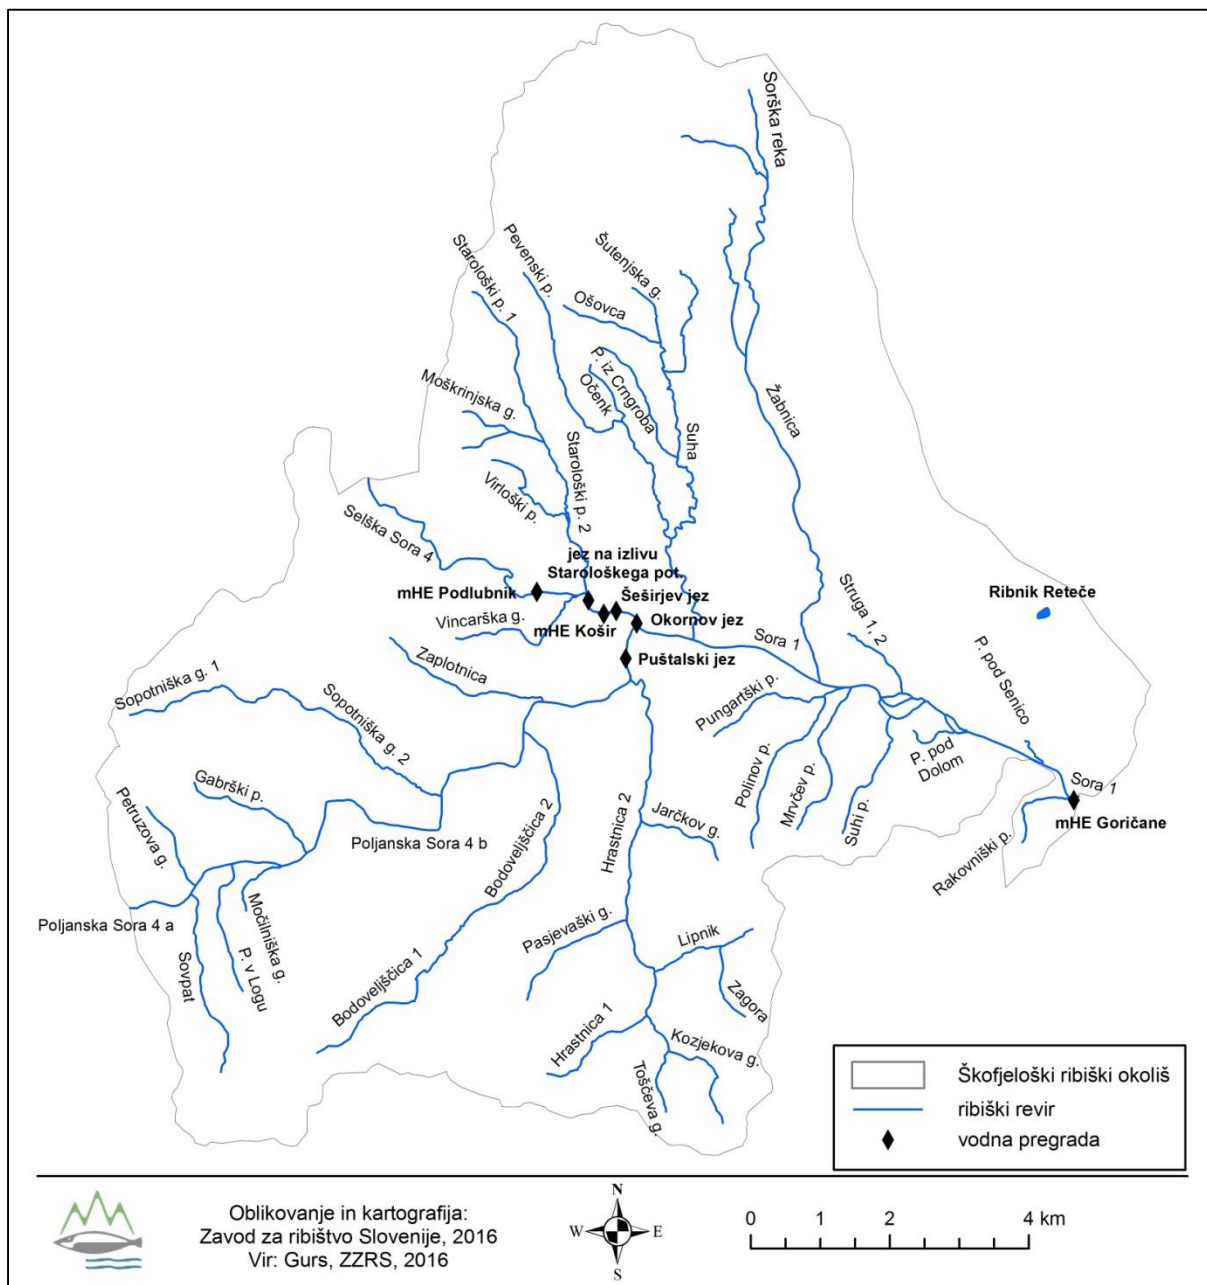 Sorška reka
Starološki p. 1
Pevenski p.
Šutenjska g.
Ošovca
P. iz Crngroba
Očenk
Moškrinjska g.
Suha
Žabnica
Starološki p. 2
Virloški p.
Selška Sora 4
jez na izlivu
Starološkega pot.
mHE Podlubnik
Šeširjev jez
Vincarška g.
mHE Košir
Okornov jez
Puštalski jez
Sora 1
Struga 1, 2
Ribnik Reteče
P. pod Senico
Zaplotnica
Sopotniška g. 1
Sopotniška g. 2
Pungartški p.
Polinov p.
Mrvčev p.
Suhi p.
P. pod
Dolom
Sora 1
mHE Goričane
Rakovniški p.
Gabrški p.
Petruzova g.
Poljanska Sora 4 b
Bodoveljščica 2
Hrastnica 2
Jarčkov g.
Poljanska Sora 4 a
Močilniška g.
P. v Logu
Sovpat
Bodoveljščica 1
Pasjevaški g.
Lipnik
Zagora
Hrastnica 1
Kozjekova g.
Toščeva g.
Škofjeloški ribiški okoliš
ribiški revir
vodna pregrada
Oblikovanje in kartografija:
Zavod za ribištvo Slovenije, 2016
Vir: Gurs, ZZRS, 2016
N
W E
S
0 1 2 4 km